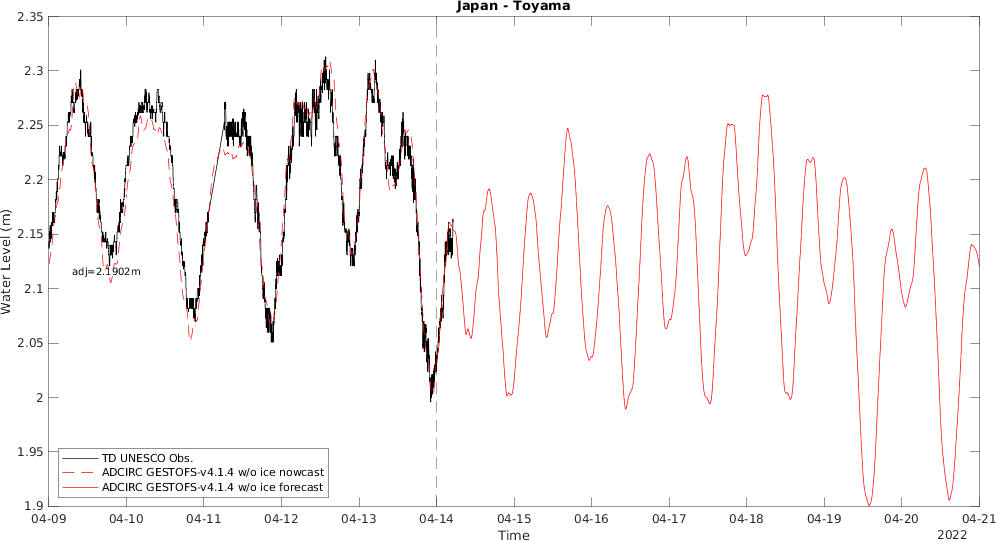 Japan - Toyama
2.35
2.3
2.25
2.2
2.15
2.1
2.05
2
1.95
1.9
Water Level (m)
adj=2.1902m
TD UNESCO Obs.
ADCIRC GESTOFS-v4.1.4 w/o ice nowcast
ADCIRC GESTOFS-v4.1.4 w/o ice forecast
04-09 04-10 04-11 04-12 04-13 04-14 04-15 04-16 04-17 04-18 04-19 04-20 04-21
Time
2022